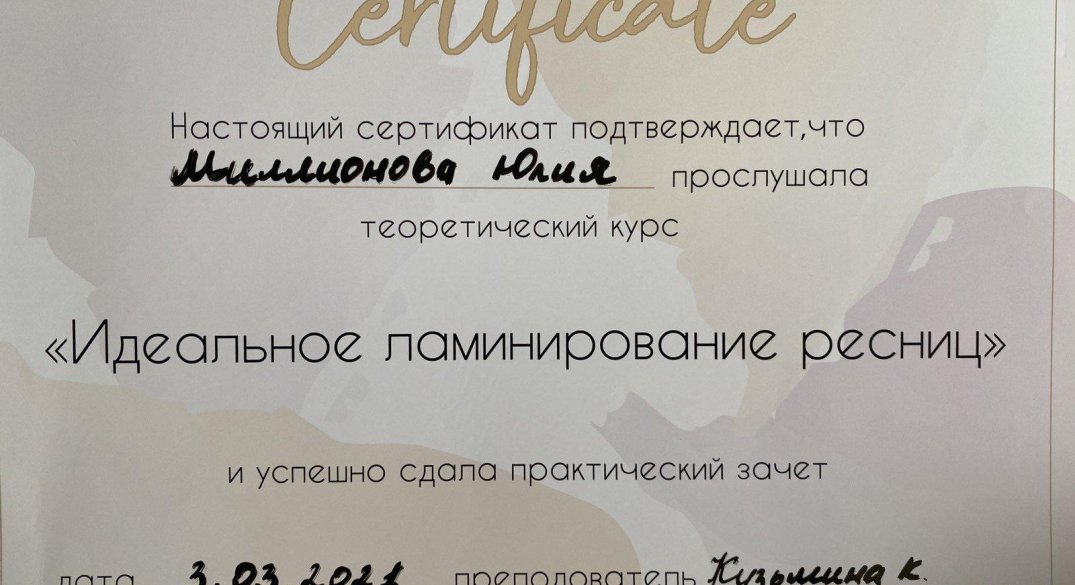 Certificate
Настоящий сертификат подтверждает,что
Миллионова Юлия прослушала
теоретический курс
«Идеальное ламинирование ресниц»
и успешно сдала практический зачет
дата 3.03.2021 преподователь Кузьмина К.